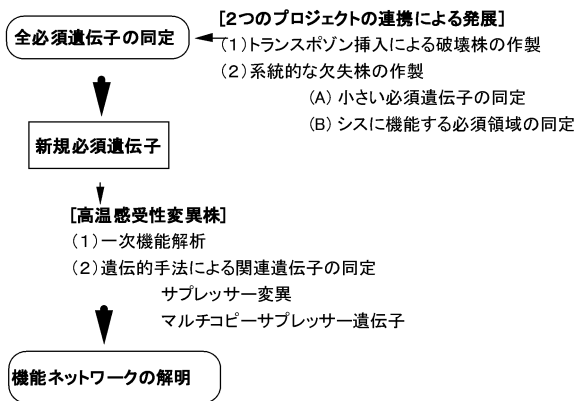 [2つのプロジェクトの連携による発展]
全必須遺伝子の同定
(1)トランスポゾン挿入による破壊株の作製
(2)系統的な欠失株の作製
(A) 小さい必須遺伝子の同定
(B) シスに機能する必須領域の同定
新規必須遺伝子
[高温感受性変異株]
(1)一次機能解析
(2)遺伝的手法による関連遺伝子の同定
サプレッサー変異
マルチコピーサプレッサー遺伝子
機能ネットワークの解明